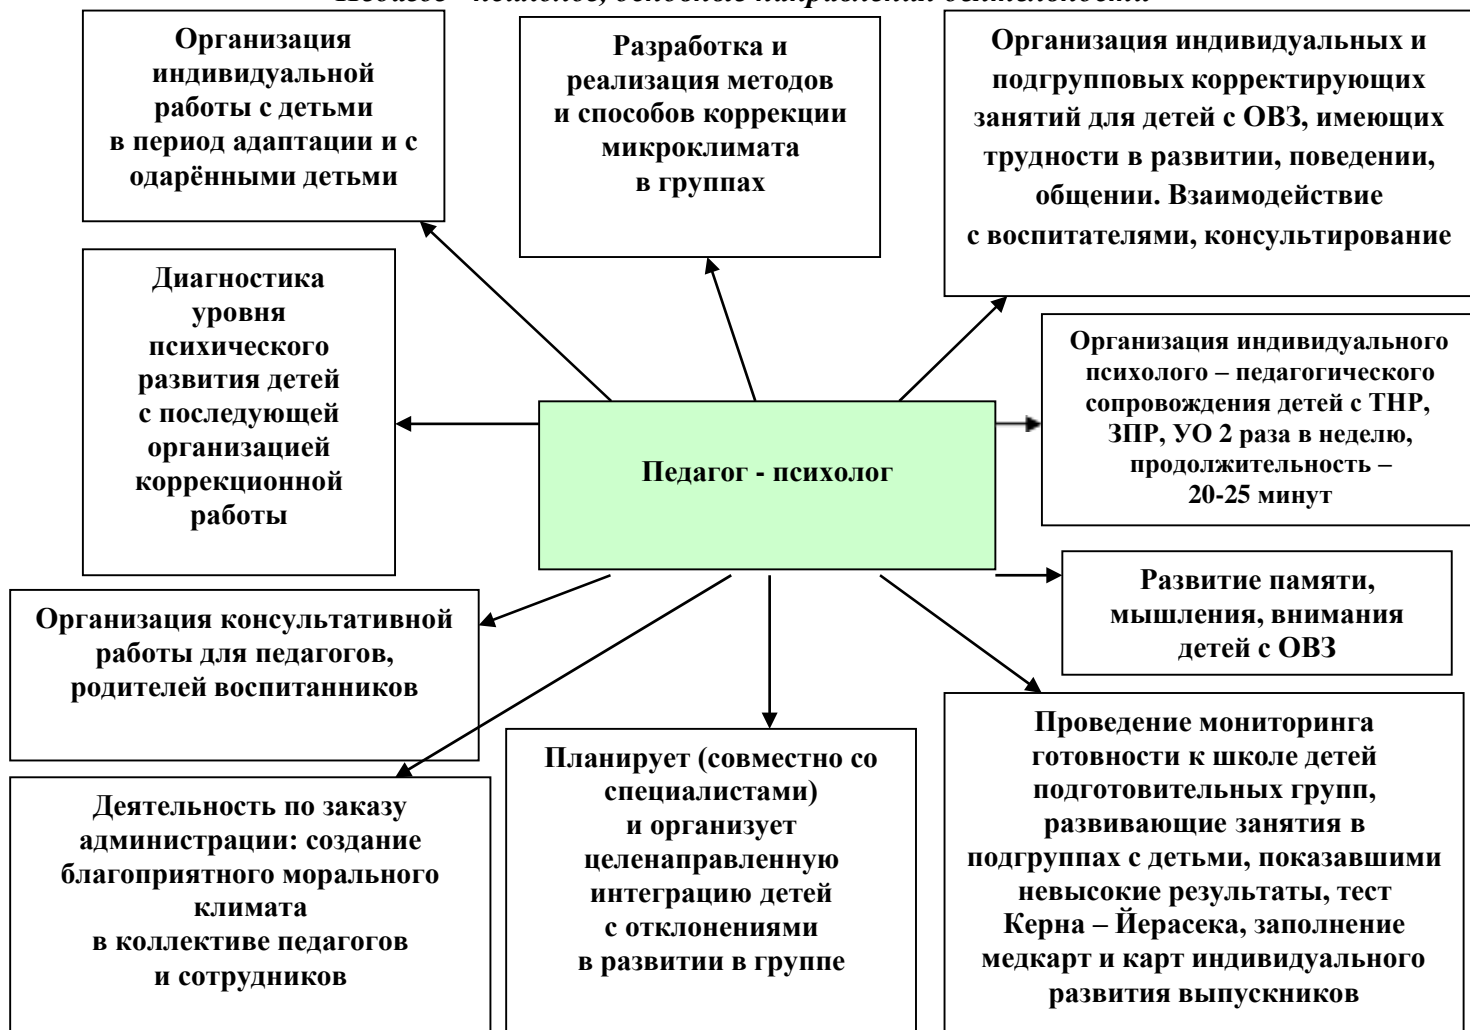 Организация
индивидуальной
работы с детьми
в период адаптации и с
одарёнными детьми
Разработка и
реализация методов
и способов коррекции
микроклимата
в группах
Организация индивидуальных и
подгрупповых корректирующих
занятий для детей с ОВЗ, имеющих
трудности в развитии, поведении,
общении. Взаимодействие
с воспитателями, консультирование
Диагностика
уровня
психического
развития детей
с последующей
организацией
коррекционной
работы
Организация индивидуального
психолого – педагогического
сопровождения детей с ТНР,
ЗПР, УО 2 раза в неделю,
продолжительность –
20-25 минут
Педагог - психолог
Развитие памяти,
мышления, внимания
детей с ОВЗ
Организация консультативной
работы для педагогов,
родителей воспитанников
Деятельность по заказу
администрации: создание
благоприятного морального
климата
в коллективе педагогов
и сотрудников
Планирует (совместно со
специалистами)
и организует
целенаправленную
интеграцию детей
с отклонениями
в развитии в группе
Проведение мониторинга
готовности к школе детей
подготовительных групп,
развивающие занятия в
подгруппах с детьми, показавшими
невысокие результаты, тест
Керна – Йерасека, заполнение
медкарт и карт индивидуального
развития выпускников